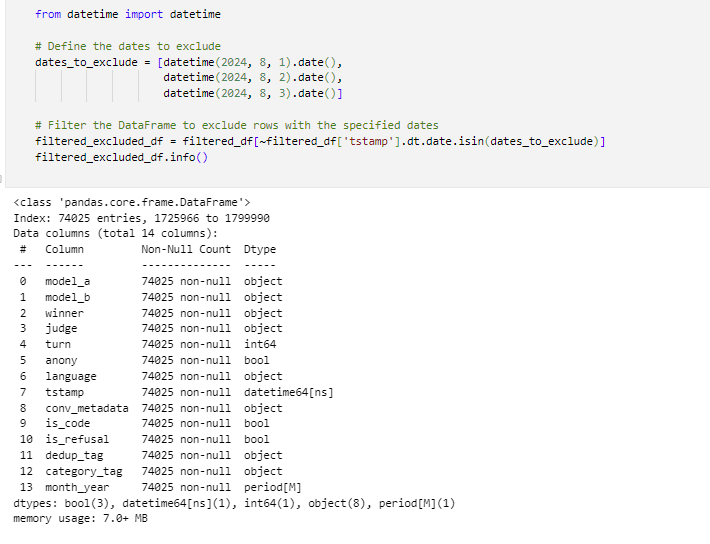 from datetime import datetime
# Define the dates to exclude
dates_to_exclude = [datetime(2024, 8, 1).date(),
                    datetime(2024, 8, 2).date(),
                    datetime(2024, 8, 3).date()]
# Filter the DataFrame to exclude rows with the specified dates
filtered_excluded_df = filtered_df[~filtered_df['tstamp'].dt.date.isin(dates_to_exclude)]
filtered_excluded_df.info()
<class 'pandas.core.frame.DataFrame'>
Index: 74025 entries, 1725966 to 1799990
Data columns (total 14 columns):
 #   Column         Non-Null Count  Dtype
---  ------         --------------  -----
 0   model_a        74025 non-null  object
 1   model_b        74025 non-null  object
 2   winner         74025 non-null  object
 3   judge          74025 non-null  object
 4   turn           74025 non-null  int64
 5   anony          74025 non-null  bool
 6   language       74025 non-null  object
 7   tstamp         74025 non-null  datetime64[ns]
 8   conv_metadata  74025 non-null  object
 9   is_code        74025 non-null  bool
 10  is_refusal     74025 non-null  bool
 11  dedup_tag      74025 non-null  object
 12  category_tag   74025 non-null  object
 13  month_year     74025 non-null  period[M]
dtypes: bool(3), datetime64[ns](1), int64(1), object(8), period[M](1)
memory usage: 7.0+ MB